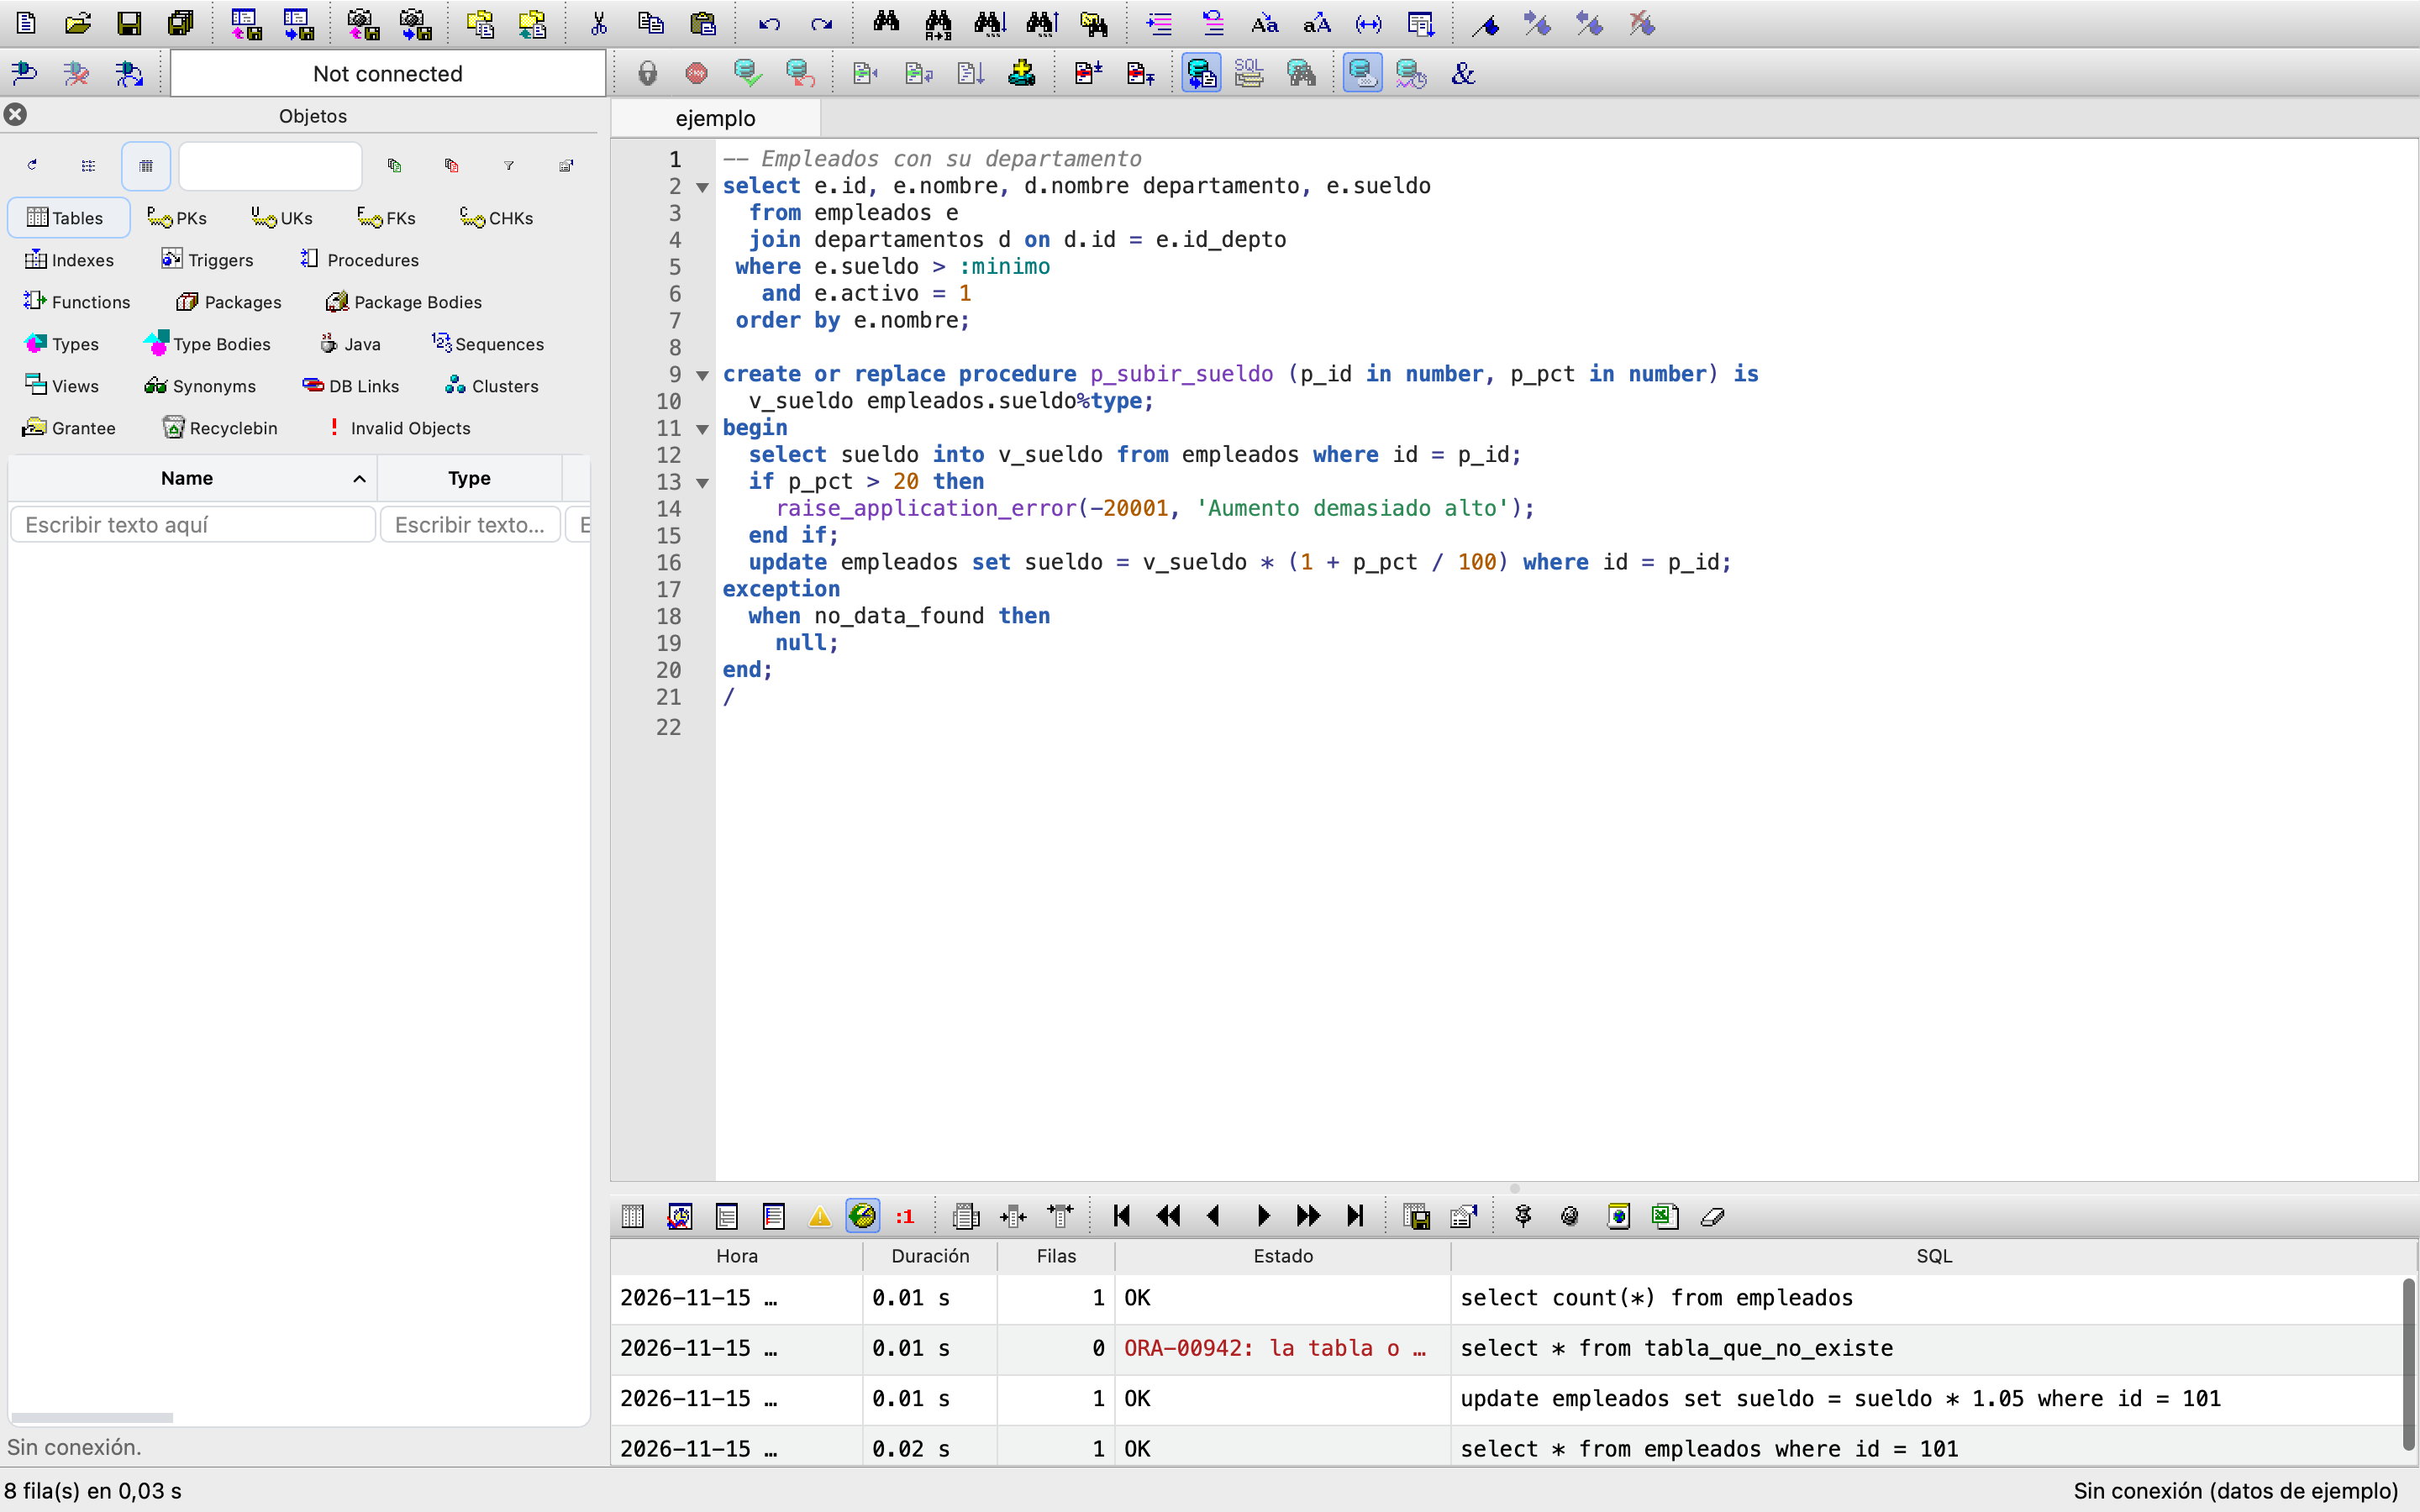 Not connected
Objetos
ejemplo
Tables PKs UKs FKs CHKs
Indexes Triggers Procedures
Functions Packages Package Bodies
Types Type Bodies Java Sequences
Views Synonyms DB Links Clusters
Grantee Recyclebin ! Invalid Objects
Name Type
Escribir texto aquí Escribir texto... E
Sin conexión.
1 -- Empleados con su departamento
2 select e.id, e.nombre, d.nombre departamento, e.sueldo
3 from empleados e
4 join departamentos d on d.id = e.id_depto
5 where e.sueldo > :minimo
6 and e.activo = 1
7 order by e.nombre;
8
9 create or replace procedure p_subir_sueldo (p_id in number, p_pct in number) is
10 v_sueldo empleados.sueldo%type;
11 begin
12 select sueldo into v_sueldo from empleados where id = p_id;
13 if p_pct > 20 then
14 raise_application_error(-20001, 'Aumento demasiado alto');
15 end if;
16 update empleados set sueldo = v_sueldo * (1 + p_pct / 100) where id = p_id;
17 exception
18 when no_data_found then
19 null;
20 end;
21 /
22
:1
Hora Duración Filas Estado SQL
2026-11-15 … 0.01 s 1 OK select count(*) from empleados
2026-11-15 … 0.01 s 0 ORA-00942: la tabla o … select * from tabla_que_no_existe
2026-11-15 … 0.01 s 1 OK update empleados set sueldo = sueldo * 1.05 where id = 101
2026-11-15 … 0.02 s 1 OK select * from empleados where id = 101
8 fila(s) en 0,03 s
Sin conexión (datos de ejemplo)